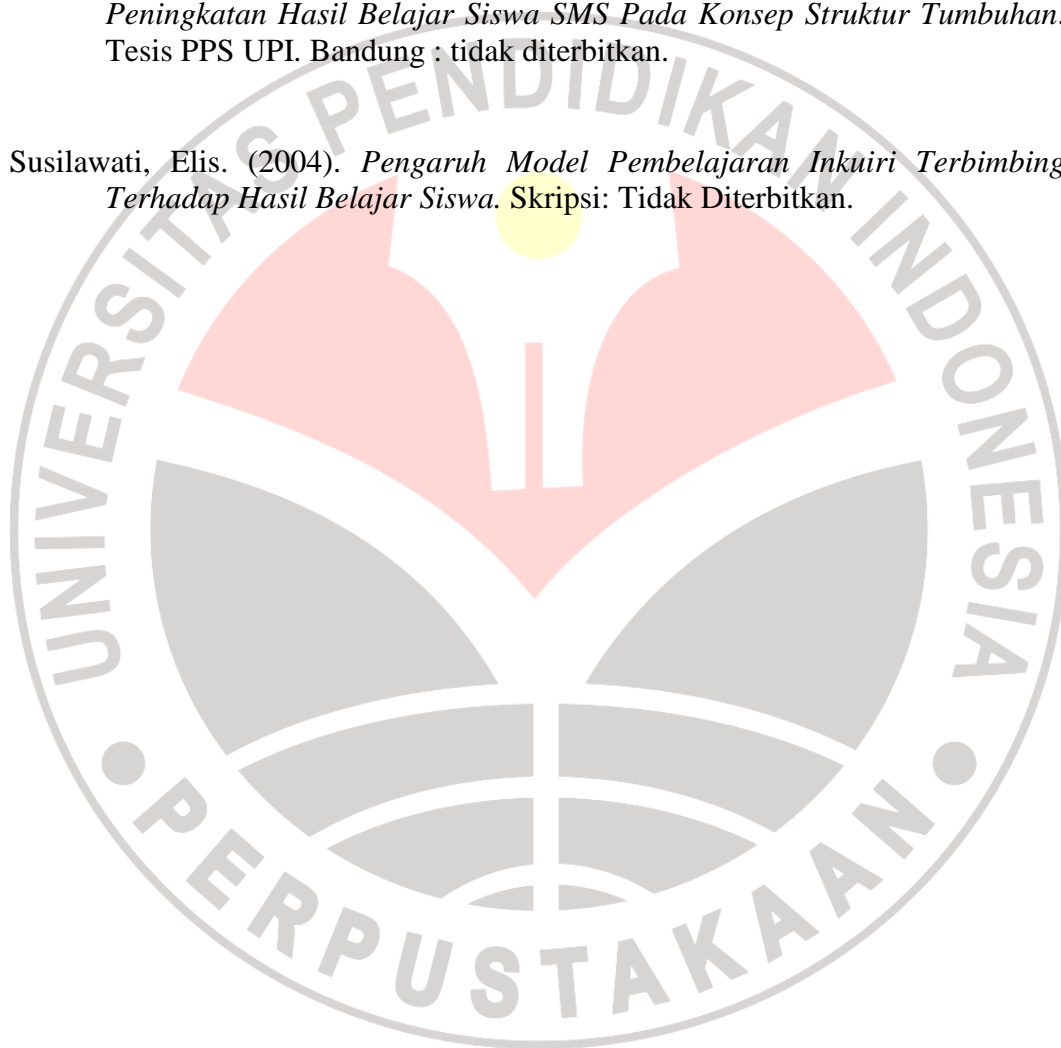 Peningkatan Hasil Belajar Siswa SMS Pada Konsep Struktur Tumbuhan.
Tesis PPS UPI. Bandung : tidak diterbitkan.
Susilawati, Elis. (2004). Pengaruh Model Pembelajaran Inkuiri Terbimbing
Terhadap Hasil Belajar Siswa. Skripsi: Tidak Diterbitkan.
UNIVERSITAS PENDIDIKAN INDONESIA
PERPUSTAKAAN